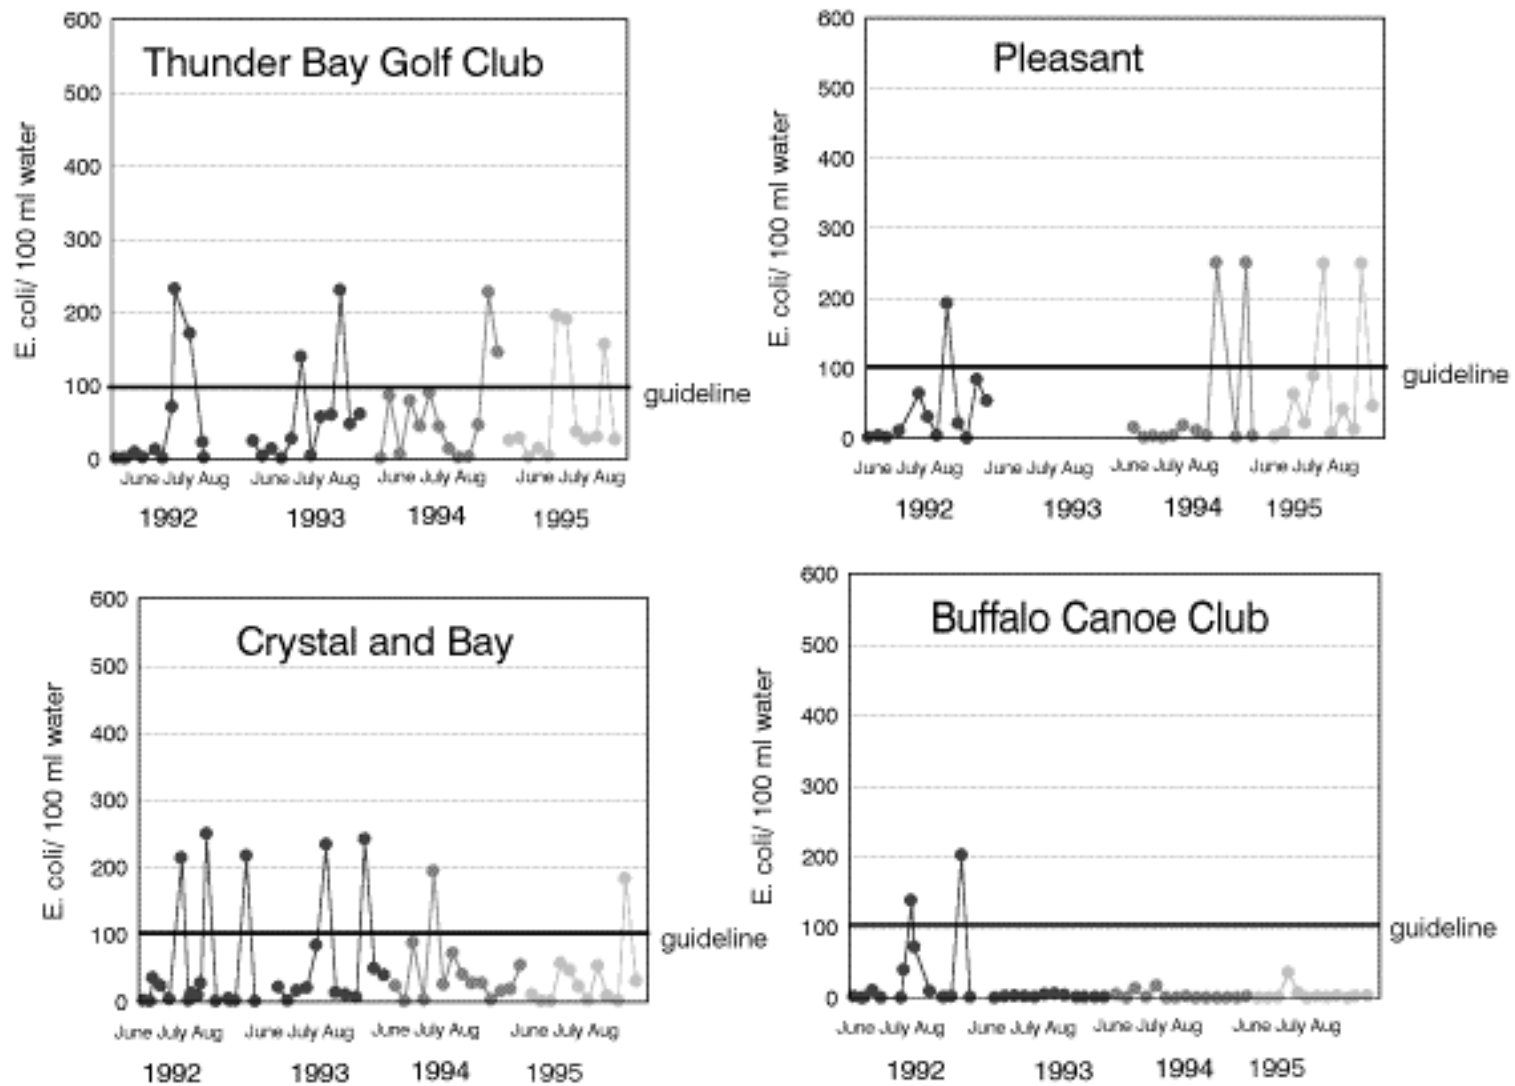 Thunder Bay Golf Club
E. coli/ 100 ml water
600
500
400
300
200
100
0
guideline
June July Aug June July Aug June July Aug June July Aug
1992 1993 1994 1995
Pleasant
E. coli/ 100 ml water
600
500
400
300
200
100
0
guideline
June July Aug June July Aug June July Aug June July Aug
1992 1993 1994 1995
Crystal and Bay
E. coli/ 100 ml water
600
500
400
300
200
100
0
guideline
June July Aug June July Aug June July Aug June July Aug
1992 1993 1994 1995
Buffalo Canoe Club
E. coli/ 100 ml water
600
500
400
300
200
100
0
guideline
June July Aug June July Aug June July Aug June July Aug
1992 1993 1994 1995